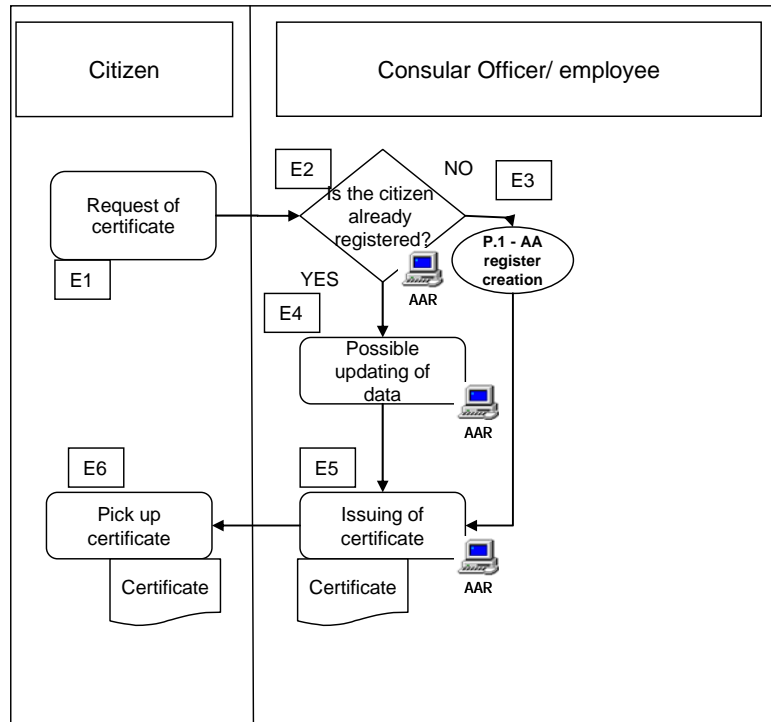 Citizen
Consular Officer/ employee
E2
NO
E3
Request of
certificate
Is the citizen
already
registered?
P.1 - AA
register
creation
E1
YES
AAR
E4
Possible
updating of
data
AAR
E6
E5
Pick up
certificate
Issuing of
certificate
AAR
Certificate
Certificate